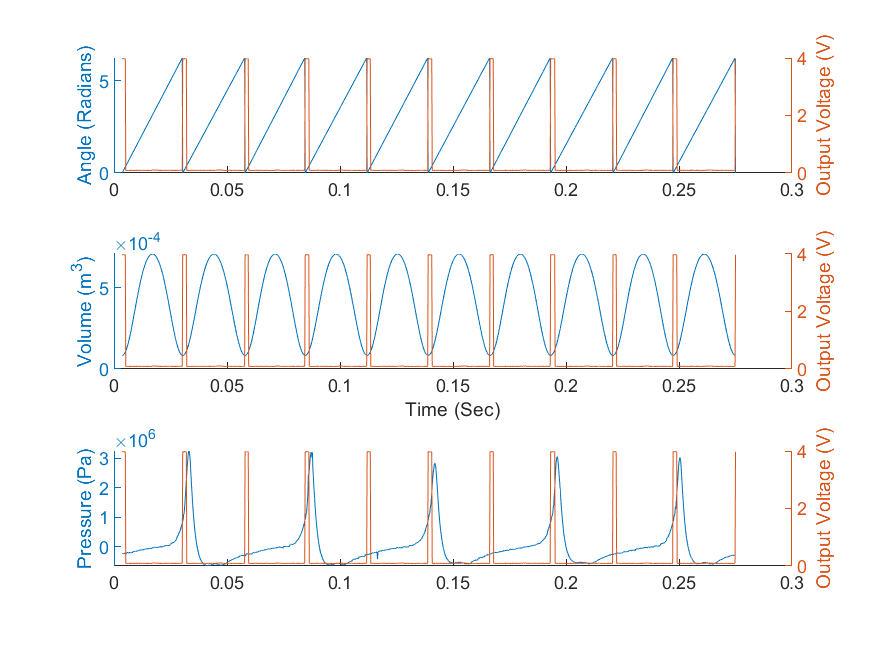 Angle (Radians)
5
0
0 0.05 0.1 0.15 0.2 0.25 0.3
4
2
0
Output Voltage (V)
×10⁻⁴
Volume (m³)
5
0
0 0.05 0.1 0.15 0.2 0.25 0.3
Time (Sec)
4
2
0
Output Voltage (V)
×10⁶
Pressure (Pa)
3
2
1
0
0 0.05 0.1 0.15 0.2 0.25 0.3
4
2
0
Output Voltage (V)